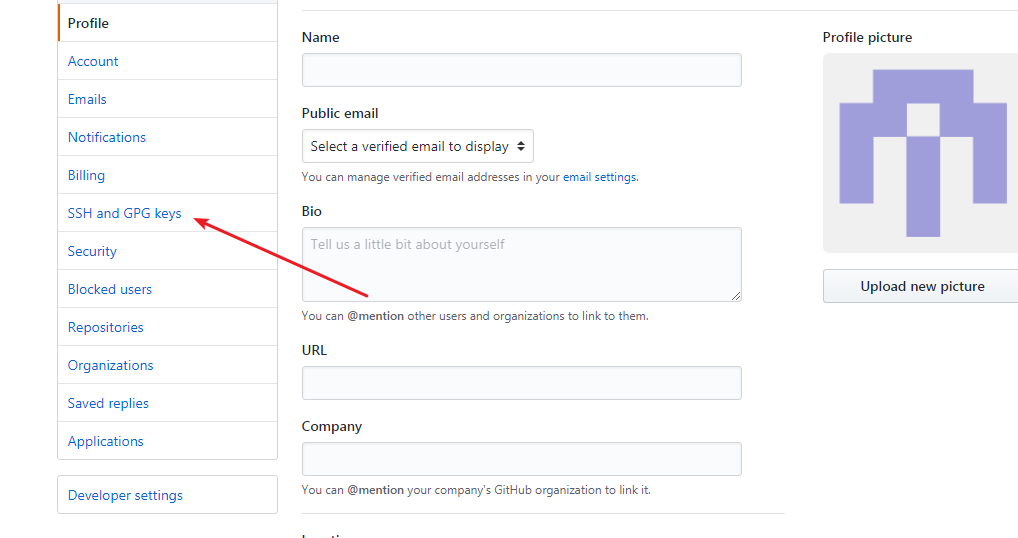 Profile
Account
Emails
Notifications
Billing
SSH and GPG keys
Security
Blocked users
Repositories
Organizations
Saved replies
Applications
Developer settings
Name
Public email
Select a verified email to display
You can manage verified email addresses in your email settings.
Bio
Tell us a little bit about yourself
You can @mention other users and organizations to link to them.
URL
Company
You can @mention your company's GitHub organization to link it.
Profile picture
Upload new picture